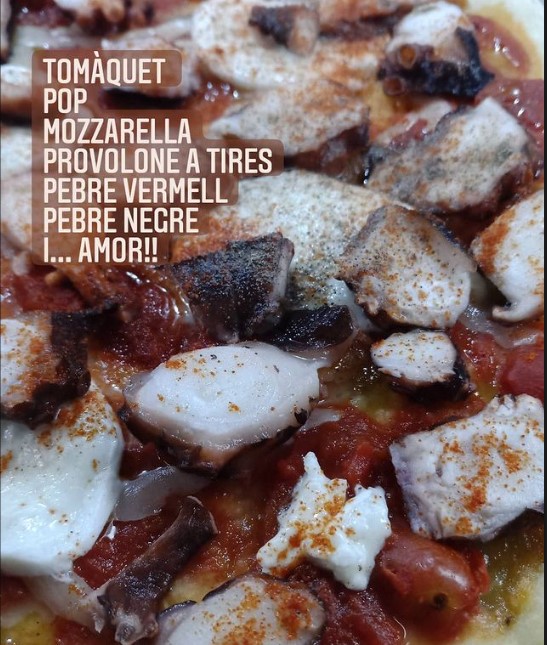 TOMÀQUET
POP
MOZZARELLA
PROVOLONE A TIRES
PEBRE VERMELL
PEBRE NEGRE
I... AMOR!!